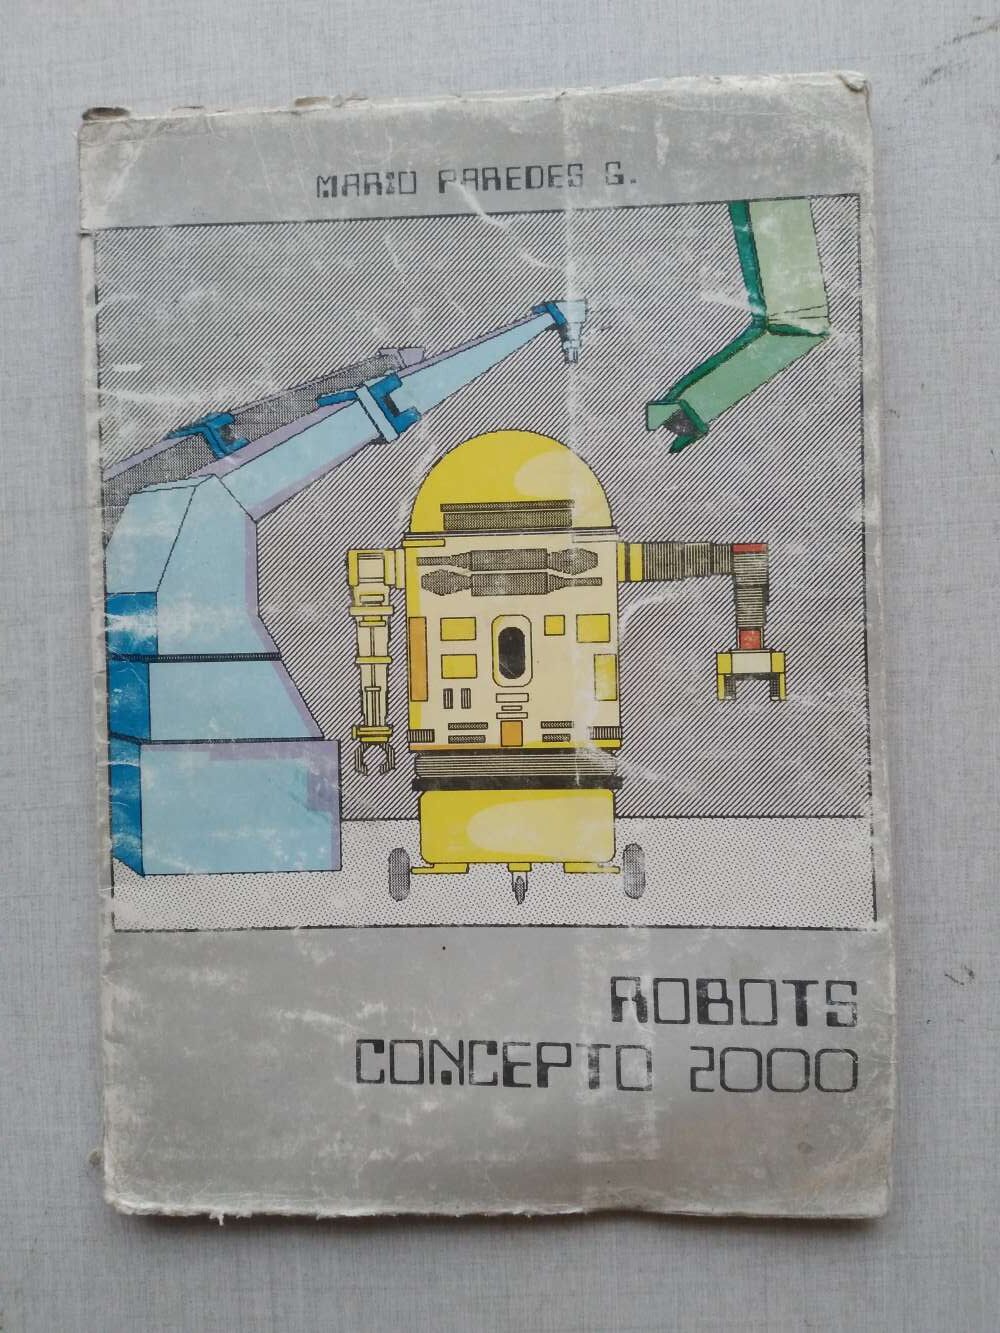 MARIO PAREDES G.
ROBOTS
CONCEPTO 2000